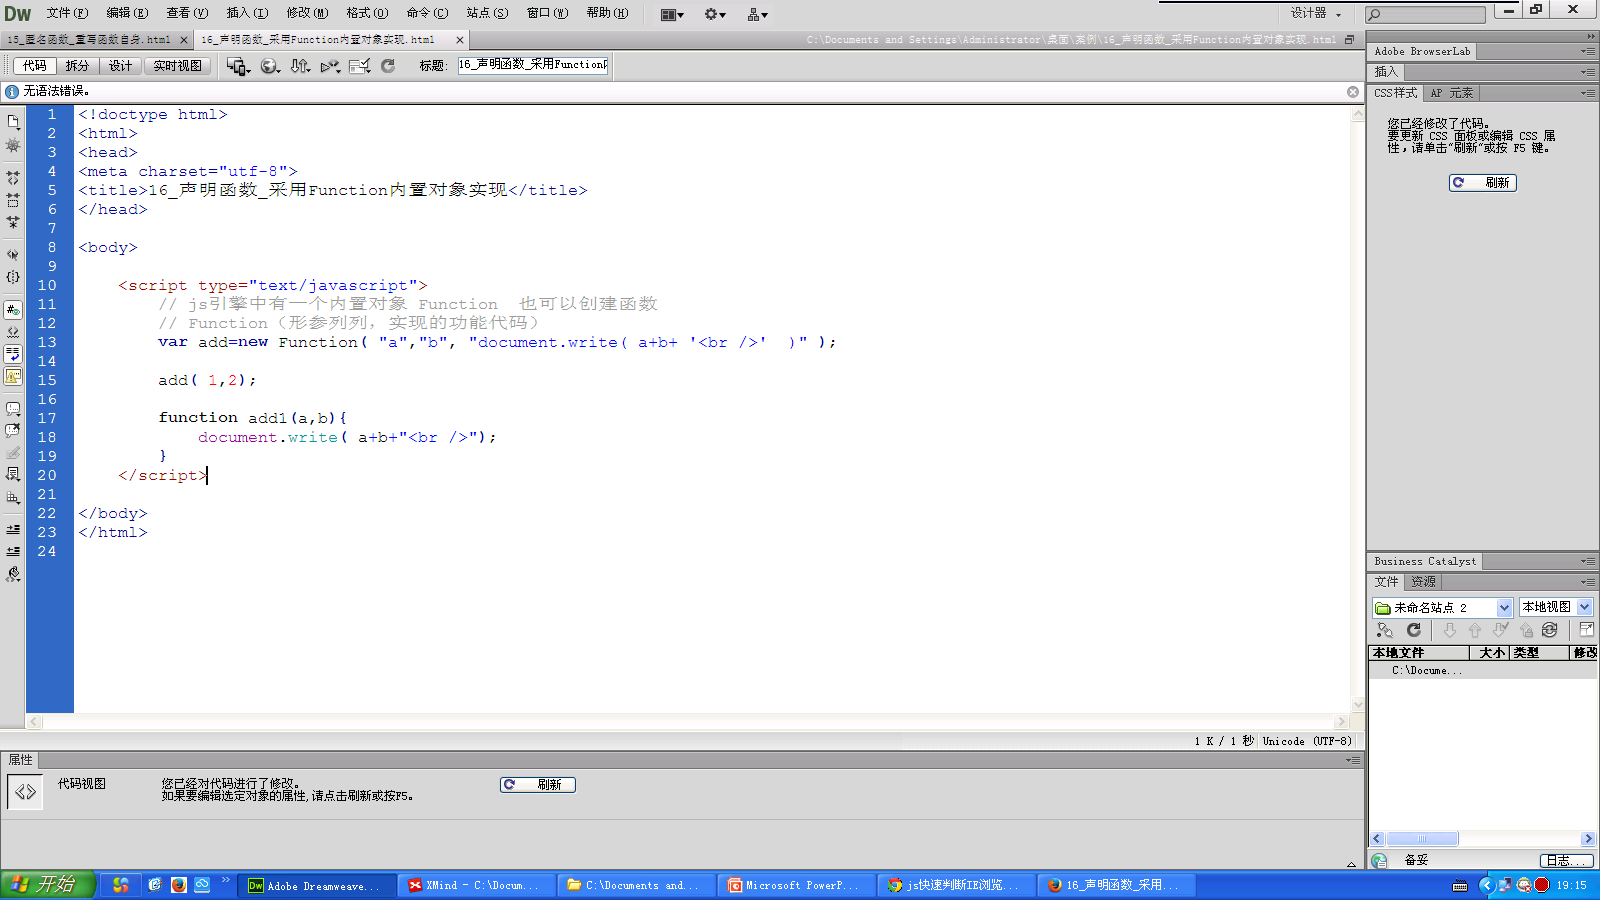 Dw 文件(F) 编辑(E) 查看(V) 插入(I) 修改(M) 格式(O) 命令(C) 站点(S) 窗口(W) 帮助(H) 设计器
15_匿名函数_重写函数自身.html 16_声明函数_采用Function内置对象实现.html C:\Documents and Settings\Administrator\桌面\案例\16_声明函数_采用Function内置对象实现.html
代码 拆分 设计 实时视图 标题: 16_声明函数_采用Function
无语法错误。
1 <!doctype html>
2 <html>
3 <head>
4 <meta charset="utf-8">
5 <title>16_声明函数_采用Function内置对象实现</title>
6 </head>
7
8 <body>
9
10 <script type="text/javascript">
11 // js引擎中有一个内置对象 Function  也可以创建函数
12 // Function（形参列列，实现的功能代码）
13 var add=new Function( "a","b", "document.write( a+b+ '<br />'  )" );
14
15 add( 1,2);
16
17 function add1(a,b){
18 document.write( a+b+"<br />");
19 }
20 </script>
21
22 </body>
23 </html>
24
1 K / 1 秒 Unicode (UTF-8)
属性
代码视图 您已经对代码进行了修改。 刷新
如果要编辑选定对象的属性,请点击刷新或按F5。
Adobe BrowserLab
插入
CSS样式 AP 元素
您已经修改了代码。
要更新 CSS 面板或编辑 CSS 属
性，请单击"刷新"或按 F5 键。
刷新
Business Catalyst
文件 资源
未命名站点 2 本地视图
本地文件 大小 类型 修改
C:\Docume...
备妥 日志...
开始 Adobe Dreamweave... XMind - C:\Docum... C:\Documents and... Microsoft PowerP... js快速判断IE浏览... 16_声明函数_采用... 19:15